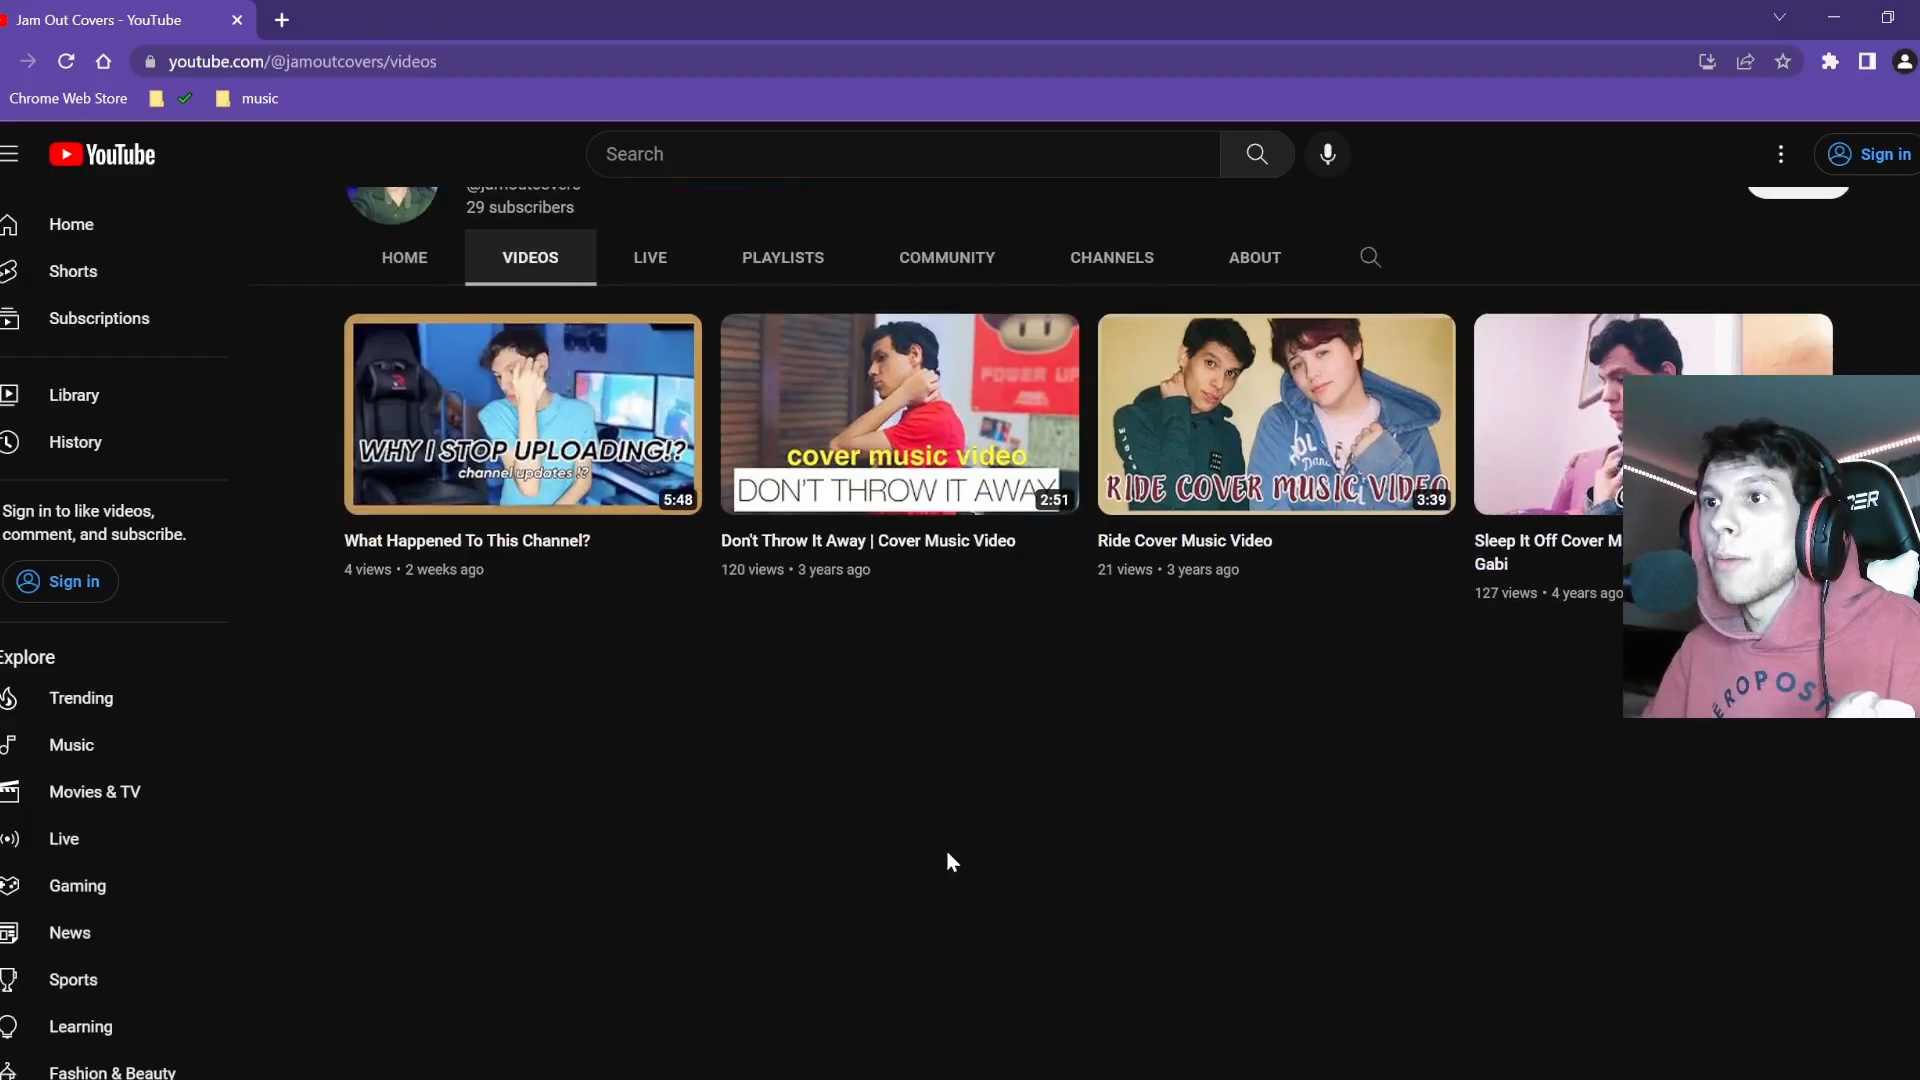 Jam Out Covers - YouTube
youtube.com/@jamoutcovers/videos
Chrome Web Store
music
YouTube
Search
Sign in
@jamoutcovers
29 subscribers
HOME
VIDEOS
LIVE
PLAYLISTS
COMMUNITY
CHANNELS
ABOUT
Home
Shorts
Subscriptions
Library
History
Sign in to like videos,
comment, and subscribe.
Sign in
Explore
Trending
Music
Movies & TV
Live
Gaming
News
Sports
Learning
Fashion & Beauty
WHY I STOP UPLOADING!?
channel updates !?
5:48
What Happened To This Channel?
4 views • 2 weeks ago
POWER UP
cover music video
DON'T THROW IT AWAY
2:51
Don't Throw It Away | Cover Music Video
120 views • 3 years ago
RIDE COVER MUSIC VIDEO
3:39
Ride Cover Music Video
21 views • 3 years ago
Sleep It Off Cover M
Gabi
127 views • 4 years ago
EROPOST